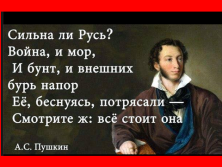 Сильна ли Русь?
Война, и мор,
И бунт, и внешних
бурь напор
Её, беснуясь, потрясали —
Смотрите ж: всё стоит она
А.С. Пушкин